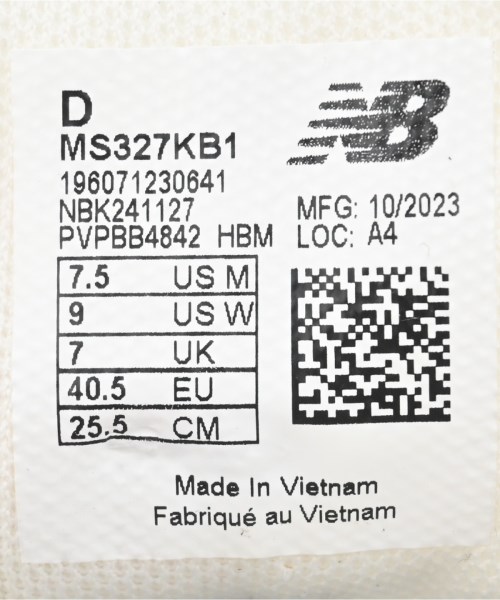 D
MS327KB1
196071230641
NBK241127
PVPBB4842 HBM
NB
MFG: 10/2023
LOC: A4
7.5 US M
9 US W
7 UK
40.5 EU
25.5 CM
Made In Vietnam
Fabriqué au Vietnam